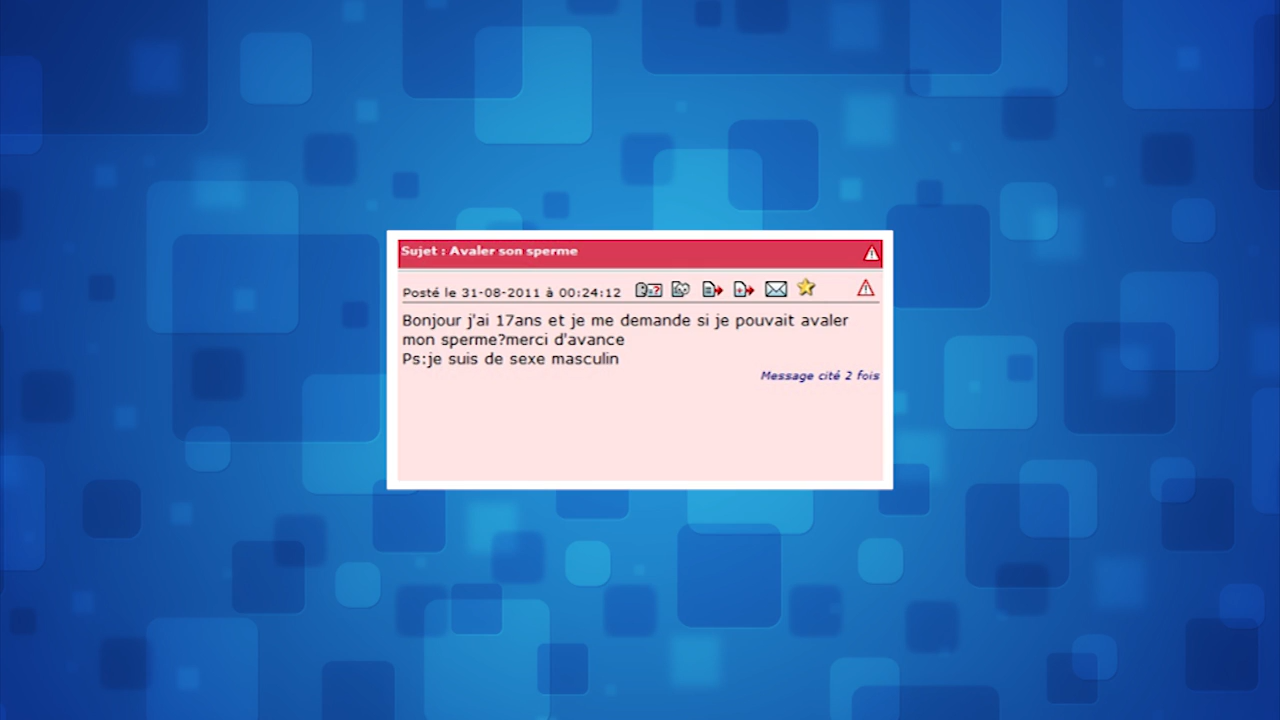 Sujet : Avaler son sperme
Posté le 31-08-2011 à 00:24:12
Bonjour j'ai 17ans et je me demande si je pouvait avaler
mon sperme?merci d'avance
Ps:je suis de sexe masculin
Message cité 2 fois